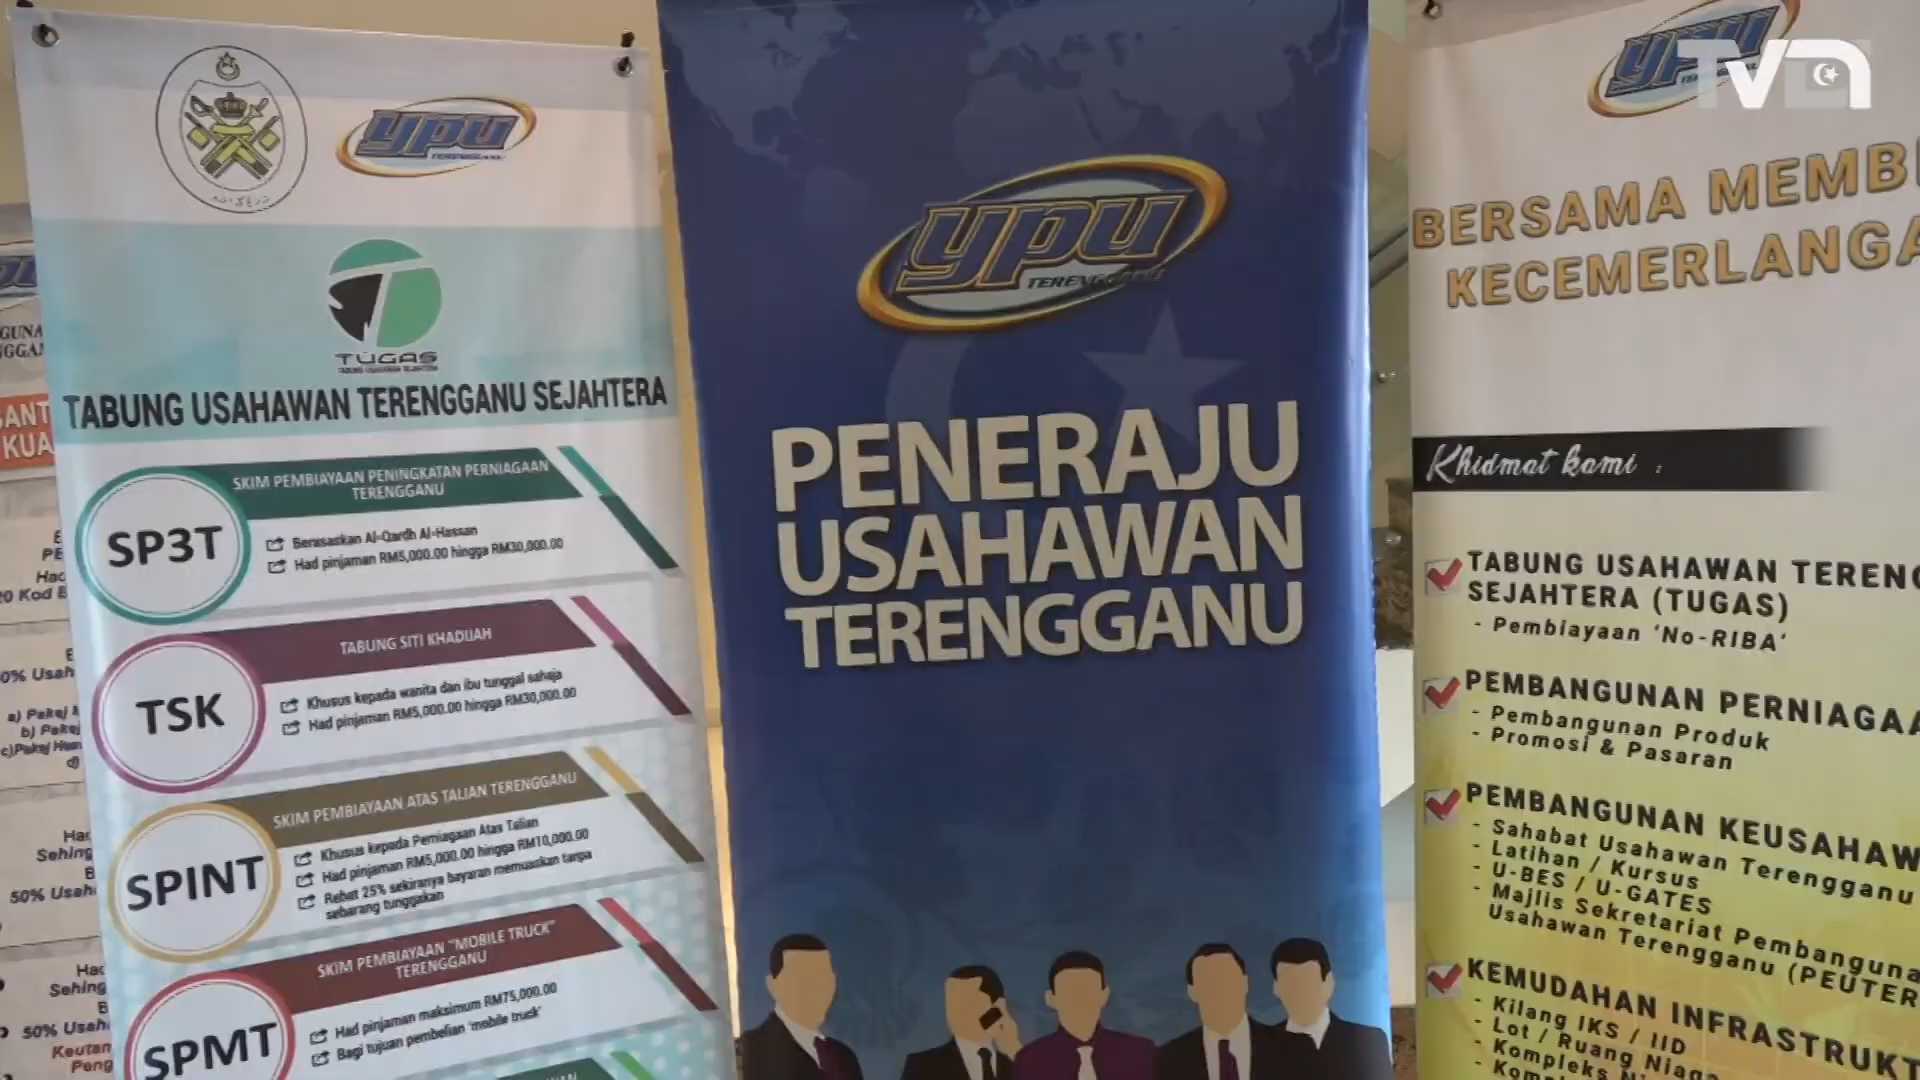 ypu
TERENGGANU
TUGAS
TABUNG USAHAWAN TERENGGANU SEJAHTERA
SP3T
SKIM PEMBIAYAAN PENINGKATAN PERNIAGAAN
TERENGGANU
Berasaskan Al-Qardh Al-Hassan
Had pinjaman RM5,000.00 hingga RM30,000.00
TSK
TABUNG SITI KHADIJAH
Khusus kepada wanita dan ibu tunggal sahaja
Had pinjaman RM5,000.00 hingga RM30,000.00
SPINT
SKIM PEMBIAYAAN ATAS TALIAN TERENGGANU
Khusus kepada Perniagaan Atas Talian
Had pinjaman RM5,000.00 hingga RM10,000.00
Rebat 25% sekiranya bayaran memuaskan tanpa
sebarang tunggakan
SPMT
SKIM PEMBIAYAAN "MOBILE TRUCK"
TERENGGANU
Had pinjaman maksimum RM75,000.00
Bagi tujuan pembelian 'mobile truck'
ypu
TERENGGANU
PENERAJU
USAHAWAN
TERENGGANU
ypu
TV
BERSAMA MEMB
KECEMERLANGA
Khidmat kami :
TABUNG USAHAWAN TERENG
SEJAHTERA (TUGAS)
- Pembiayaan 'No-RIBA'
PEMBANGUNAN PERNIAGAA
- Pembangunan Produk
- Promosi & Pasaran
PEMBANGUNAN KEUSAHAW
- Sahabat Usahawan Terengganu
- Latihan / Kursus
- U-BES / U-GATES
- Majlis Sekretariat Pembanguna
Usahawan Terengganu (PEUTER
KEMUDAHAN INFRASTRUKT
- Kilang IKS / IID
- Lot / Ruang Niaga
- Kompleks